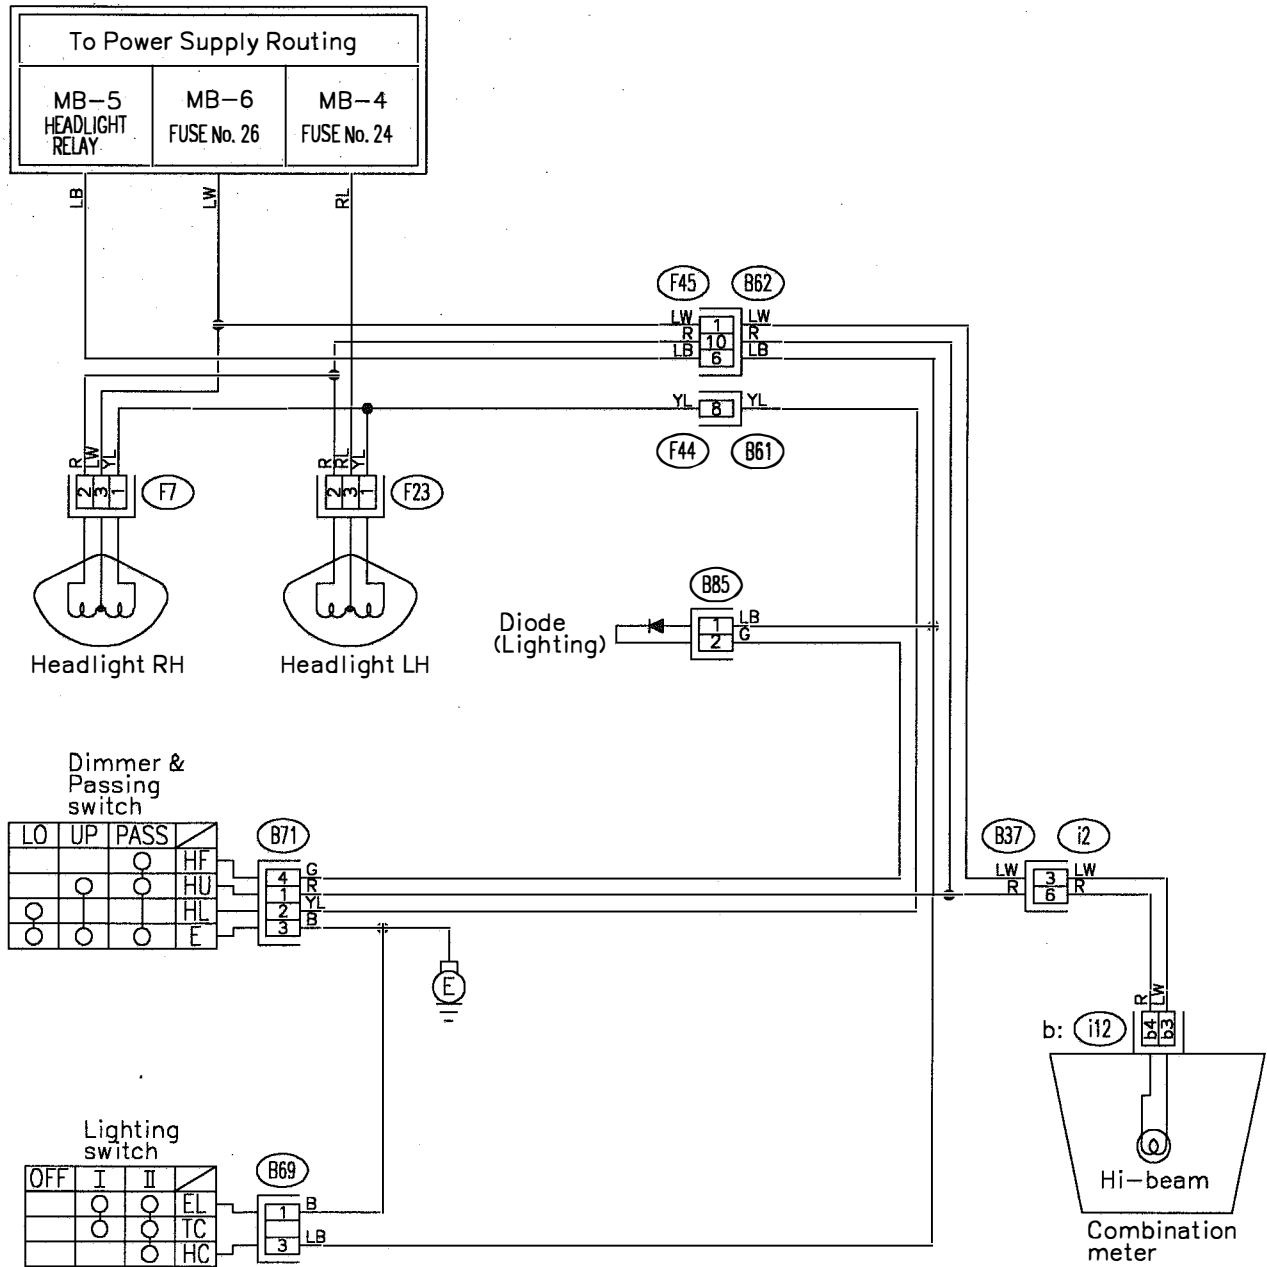 To Power Supply Routing
MB-5
HEADLIGHT
RELAY
MB-6
FUSE No. 26
MB-4
FUSE No. 24
LB
LW
RL
F45
B62
LW
1
LW
R
10
R
LB
6
LB
YL
8
YL
F44
B61
R
LW
YL
2
3
1
F7
R
RL
YL
2
3
1
F23
Headlight RH
Headlight LH
B85
Diode
(Lighting)
1
LB
2
G
Dimmer &
Passing
switch
LO UP PASS
HF
HU
HL
E
B71
4
G
1
R
2
YL
3
B
E
B37
i2
LW
3
LW
R
6
R
R
LW
b:
i12
b4
b3
Hi-beam
Combination
meter
Lighting
switch
OFF I II
EL
TC
HC
B69
1
B
3
LB